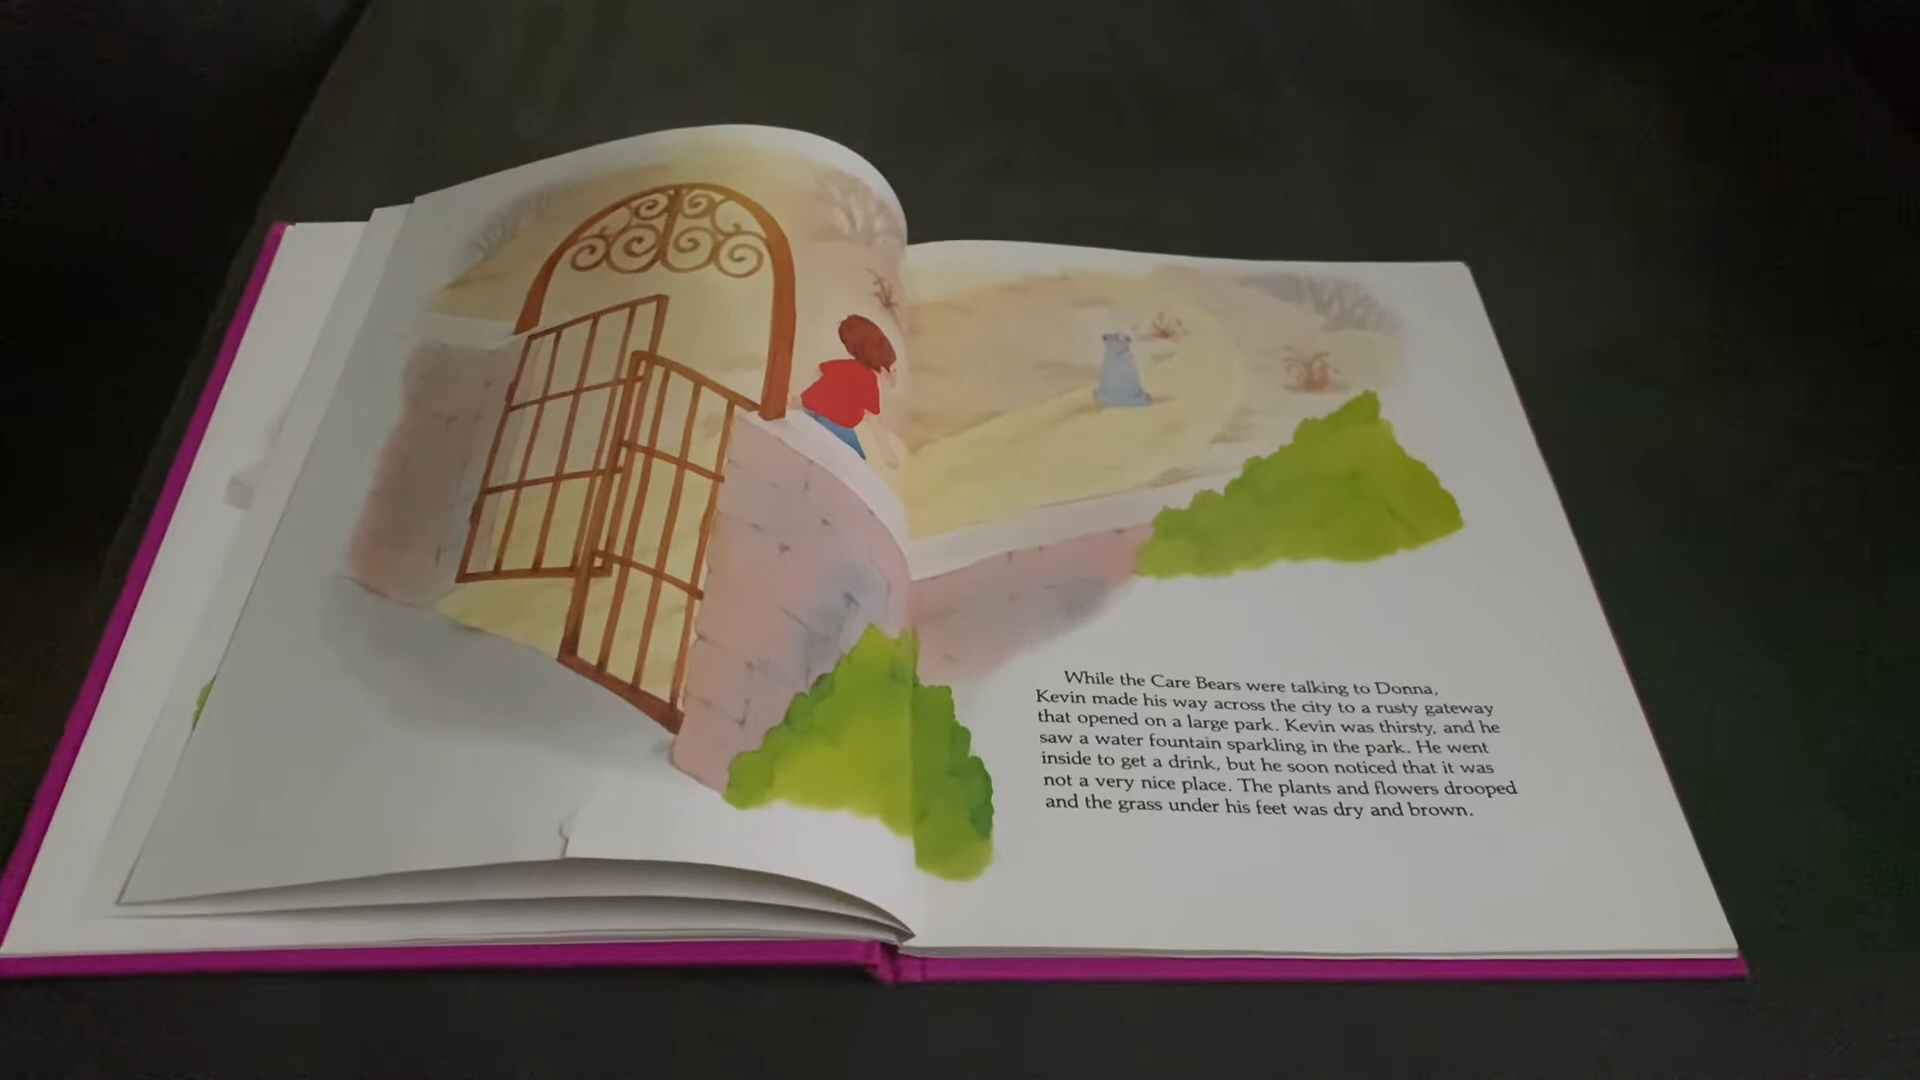 While the Care Bears were talking to Donna,
Kevin made his way across the city to a rusty gateway
that opened on a large park. Kevin was thirsty, and he
saw a water fountain sparkling in the park. He went
inside to get a drink, but he soon noticed that it was
not a very nice place. The plants and flowers drooped
and the grass under his feet was dry and brown.